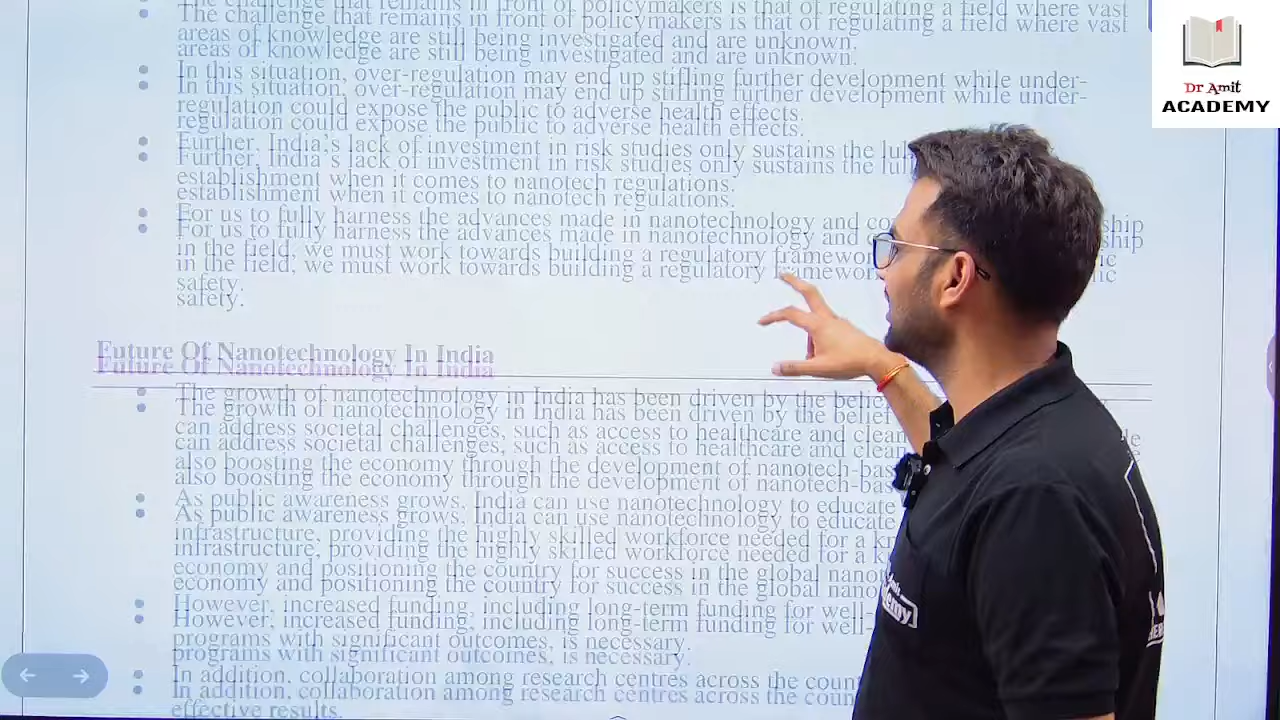 The challenge that remains in front of policymakers is that of regulating a field where vast
areas of knowledge are still being investigated and are unknown.
In this situation, over-regulation may end up stifling further development while under-
regulation could expose the public to adverse health effects.
Further, India's lack of investment in risk studies only sustains the
establishment when it comes to nanotech regulations.
For us to fully harness the advances made in nanotechnology and
in the field, we must work towards building a regulatory
safety.
Future Of Nanotechnology In India
The growth of nanotechnology in India has been driven by the
can address societal challenges, such as access to healthcare and
also boosting the economy through the development of
As public awareness grows, India can use nanotechnology to educate
infrastructure, providing the highly skilled workforce needed for a
economy and positioning the country for success in the global
However, increased funding, including long-term funding for
programs with significant outcomes, is necessary.
In addition, collaboration among research centres across the
effective results.
Dr Amit
ACADEMY